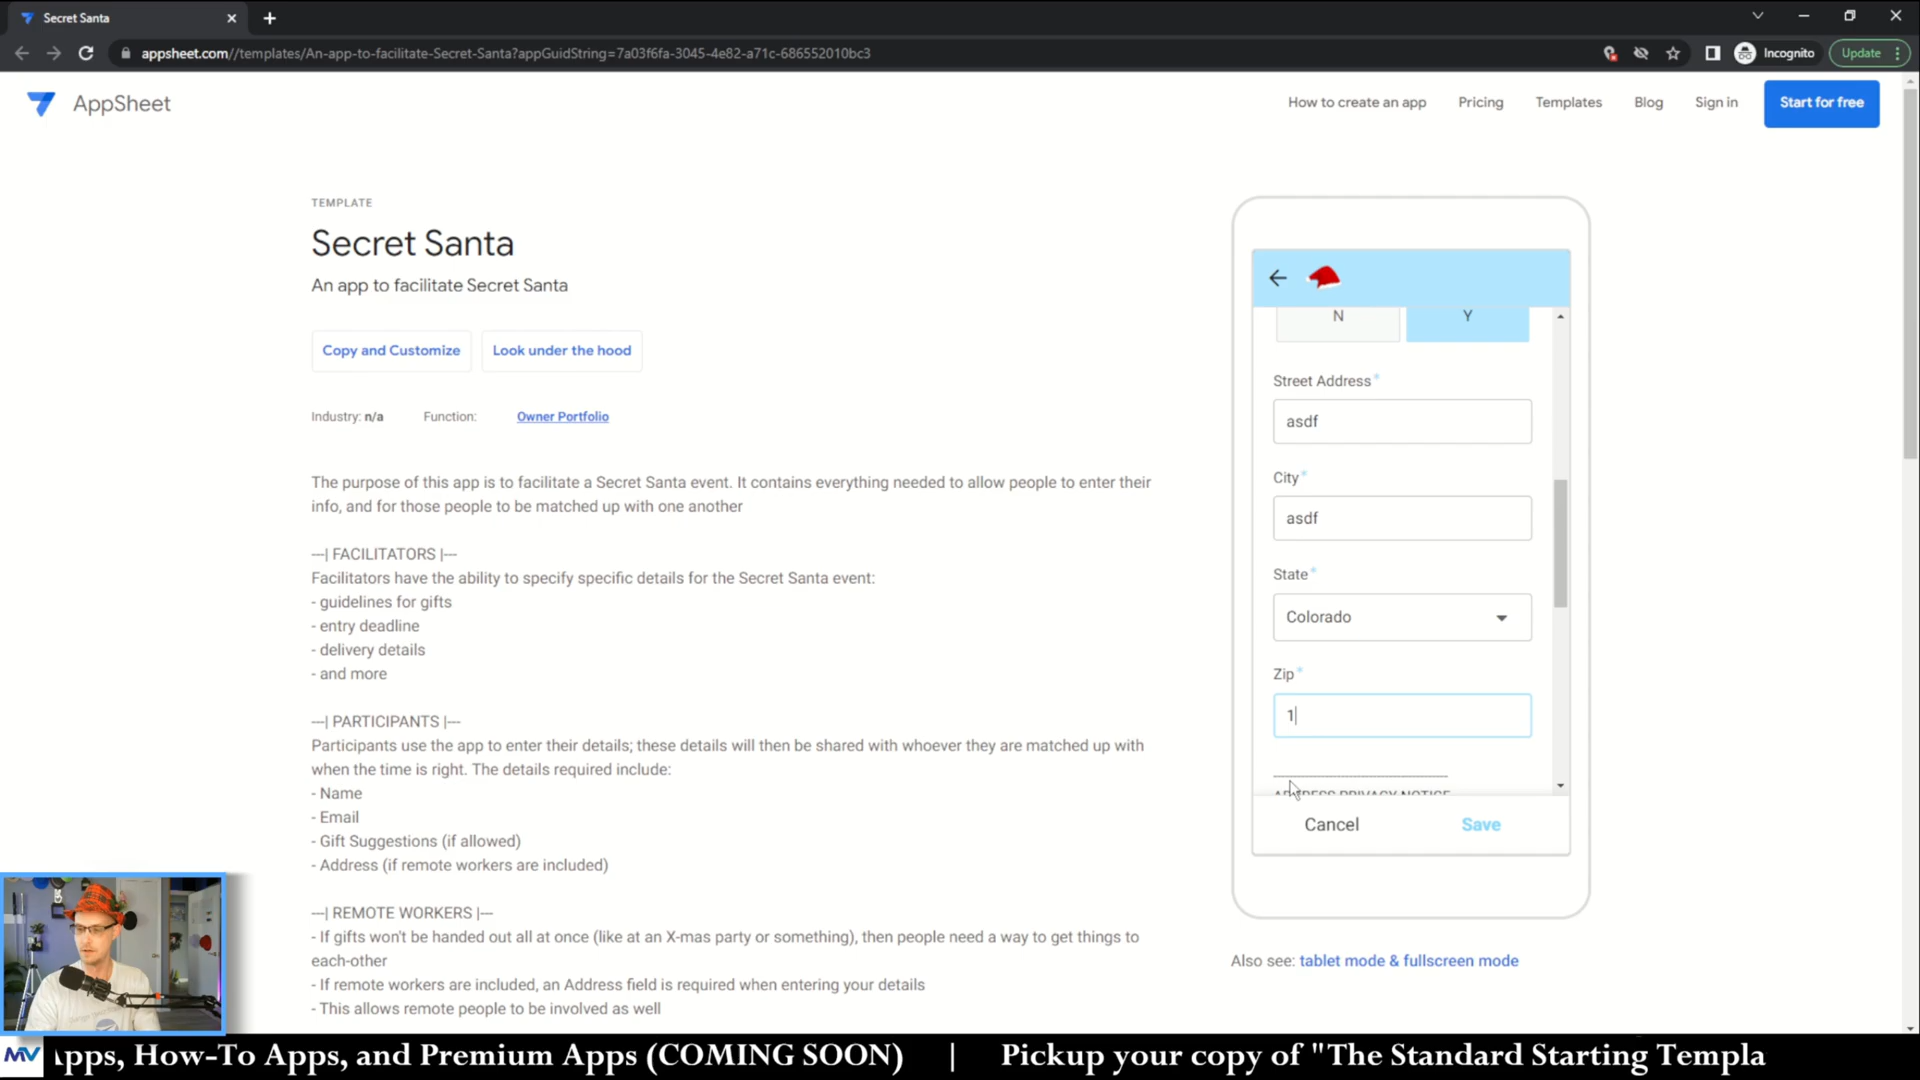 Secret Santa
appsheet.com//templates/An-app-to-facilitate-Secret-Santa?appGuidString=7a03f6fa-3045-4e82-a71c-686552010bc3
Incognito
Update
AppSheet
How to create an app
Pricing
Templates
Blog
Sign in
Start for free
TEMPLATE
Secret Santa
An app to facilitate Secret Santa
Copy and Customize
Look under the hood
Industry: n/a
Function:
Owner Portfolio
The purpose of this app is to facilitate a Secret Santa event. It contains everything needed to allow people to enter their
info, and for those people to be matched up with one another
---| FACILITATORS |---
Facilitators have the ability to specify specific details for the Secret Santa event:
- guidelines for gifts
- entry deadline
- delivery details
- and more
---| PARTICIPANTS |---
Participants use the app to enter their details; these details will then be shared with whoever they are matched up with
when the time is right. The details required include:
- Name
- Email
- Gift Suggestions (if allowed)
- Address (if remote workers are included)
---| REMOTE WORKERS |---
- If gifts won't be handed out all at once (like at an X-mas party or something), then people need a way to get things to
each-other
- If remote workers are included, an Address field is required when entering your details
- This allows remote people to be involved as well
N
Y
Street Address*
asdf
City*
asdf
State*
Colorado
Zip*
1
ADDRESS PRIVACY NOTICE
Cancel
Save
Also see: tablet mode & fullscreen mode
MV
Apps, How-To Apps, and Premium Apps (COMING SOON) | Pickup your copy of "The Standard Starting Templa